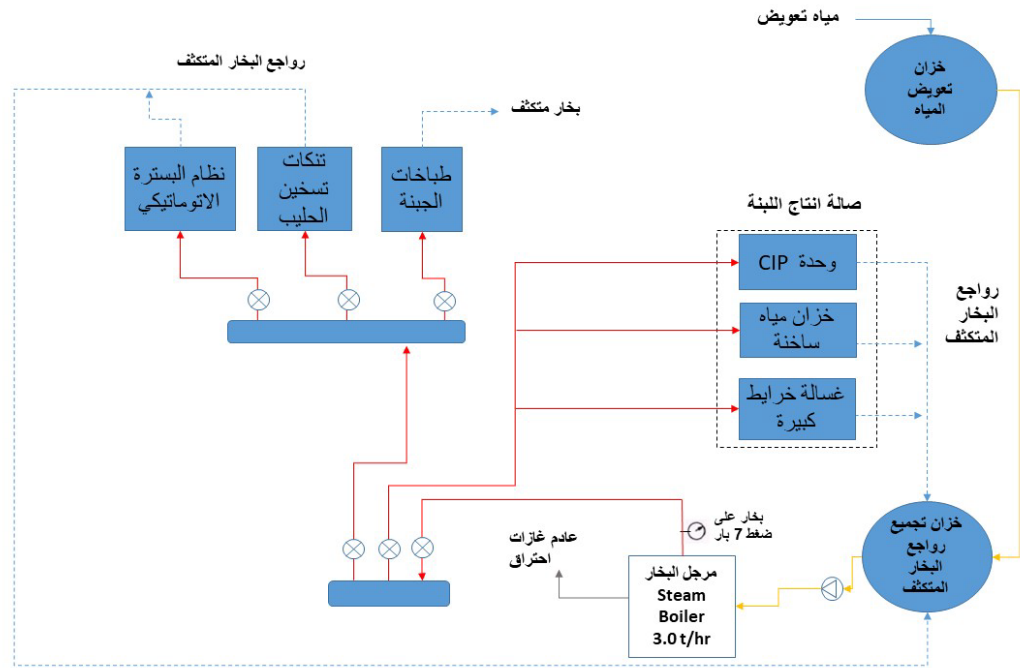 مياه تعويض
خزان
تعويض
المياه
رواجع البخار المتكثف
بخار متكثف
نظام البسترة
الاتوماتيكي
تنكات
تسخين
الحليب
طباخات
الجبنة
صالة انتاج اللبنة
وحدة CIP
خزان مياه
ساخنة
غسالة خرايط
كبيرة
رواجع
البخار
المتكثف
بخار على
ضغط 7 بار
عادم غازات
احتراق
مرجل البخار
Steam
Boiler
3.0 t/hr
خزان تجميع
رواجع
البخار
المتكثف